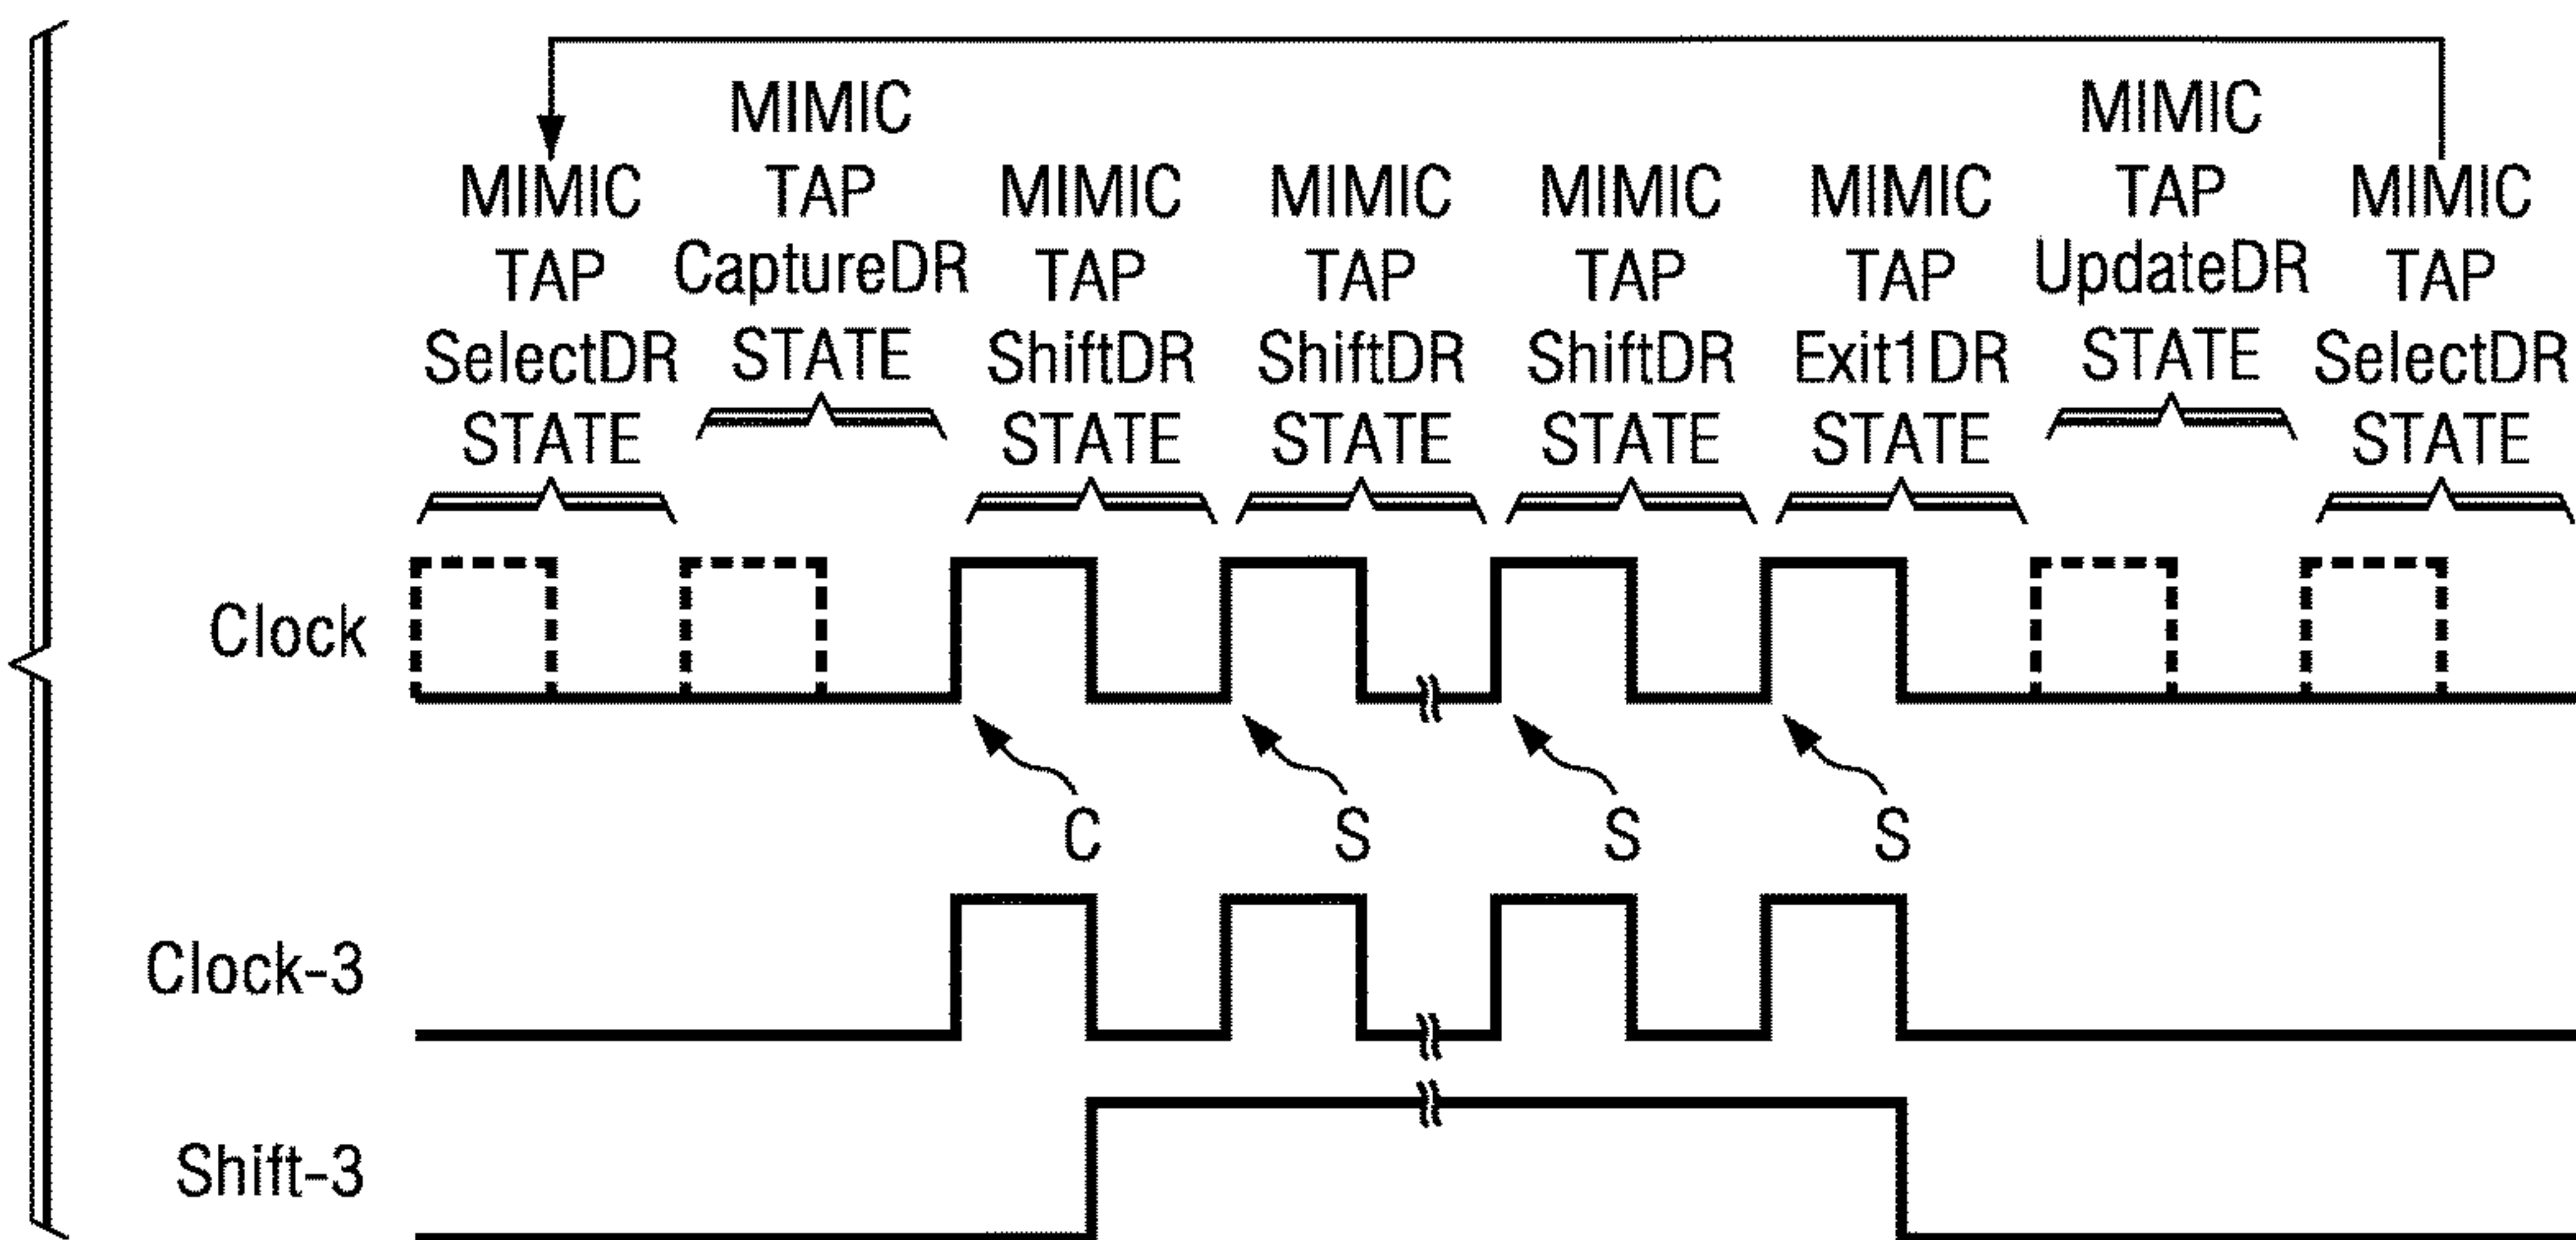 MIMIC
TAP
SelectDR
STATE
MIMIC
TAP
CaptureDR
STATE
MIMIC
TAP
ShiftDR
STATE
MIMIC
TAP
ShiftDR
STATE
MIMIC
TAP
ShiftDR
STATE
MIMIC
TAP
Exit1DR
STATE
MIMIC
TAP
UpdateDR
STATE
MIMIC
TAP
SelectDR
STATE
Clock
C
S
S
S
Clock-3
Shift-3